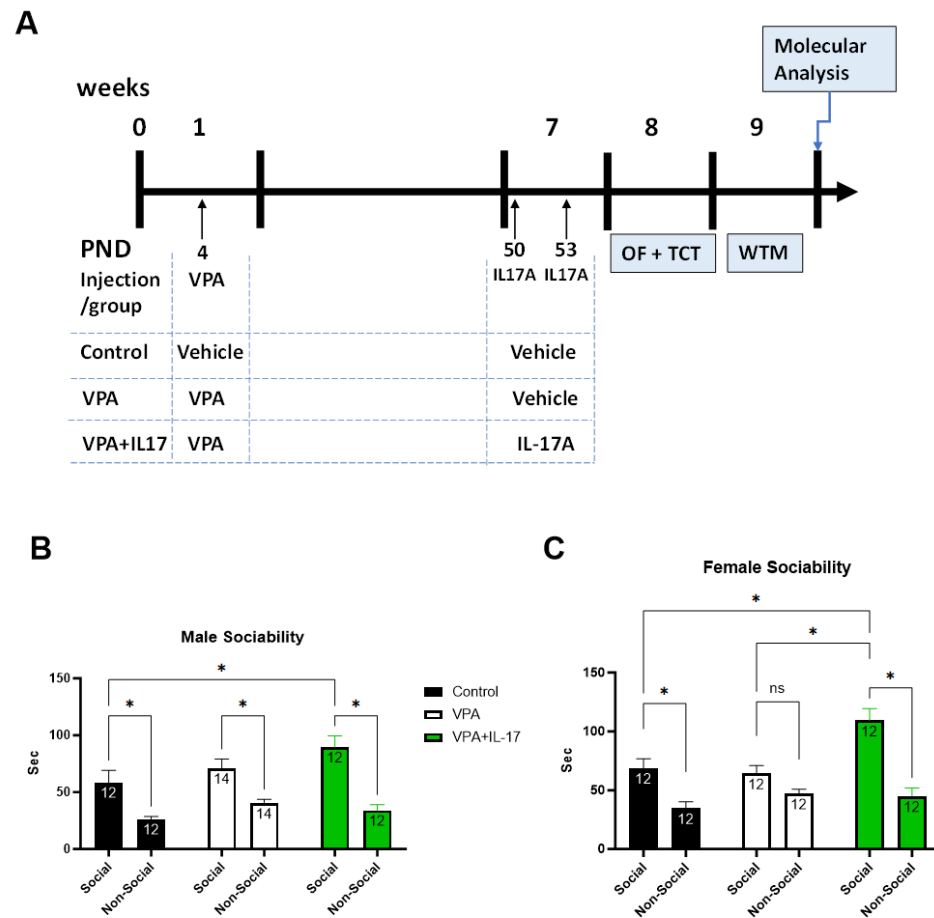 A
Molecular
Analysis
weeks
0 1 7 8 9
PND 4 50 53
OF + TCT WTM
Injection
/group
VPA IL17A IL17A
Control Vehicle Vehicle
VPA VPA Vehicle
VPA+IL17 VPA IL-17A
B
Male Sociability
*
* * *
150
100
50
0
Sec
12 12 14 14 12 12
Social Non-Social Social Non-Social Social Non-Social
Control
VPA
VPA+IL-17
C
Female Sociability
*
*
* ns *
150
100
50
0
Sec
12 12 12 12 12 12
Social Non-Social Social Non-Social Social Non-Social